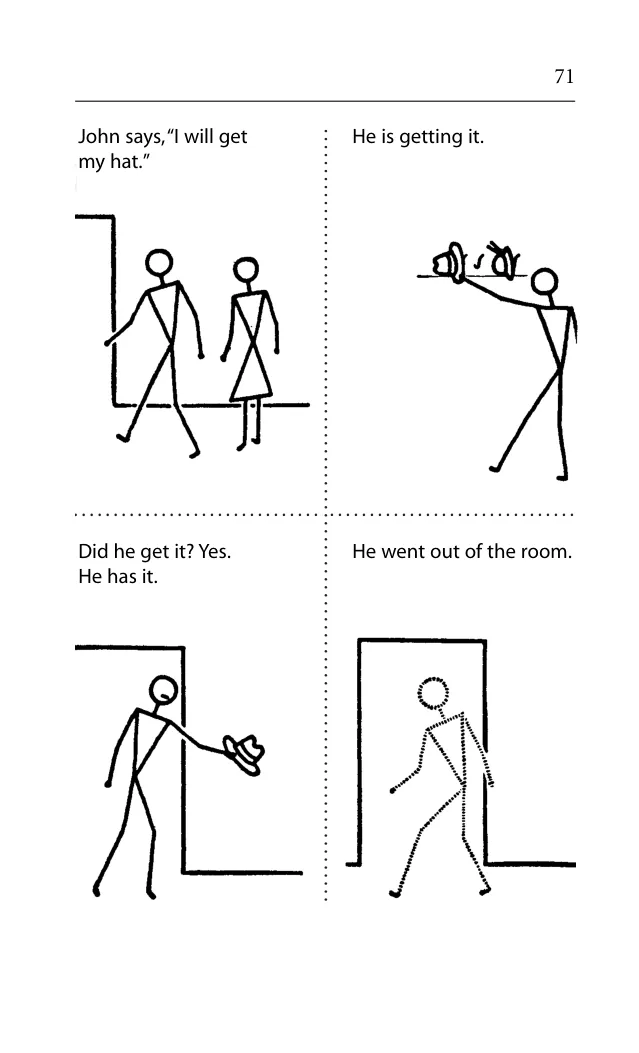 71
John says, “I will get
my hat.”
He is getting it.
Did he get it? Yes.
He has it.
He went out of the room.